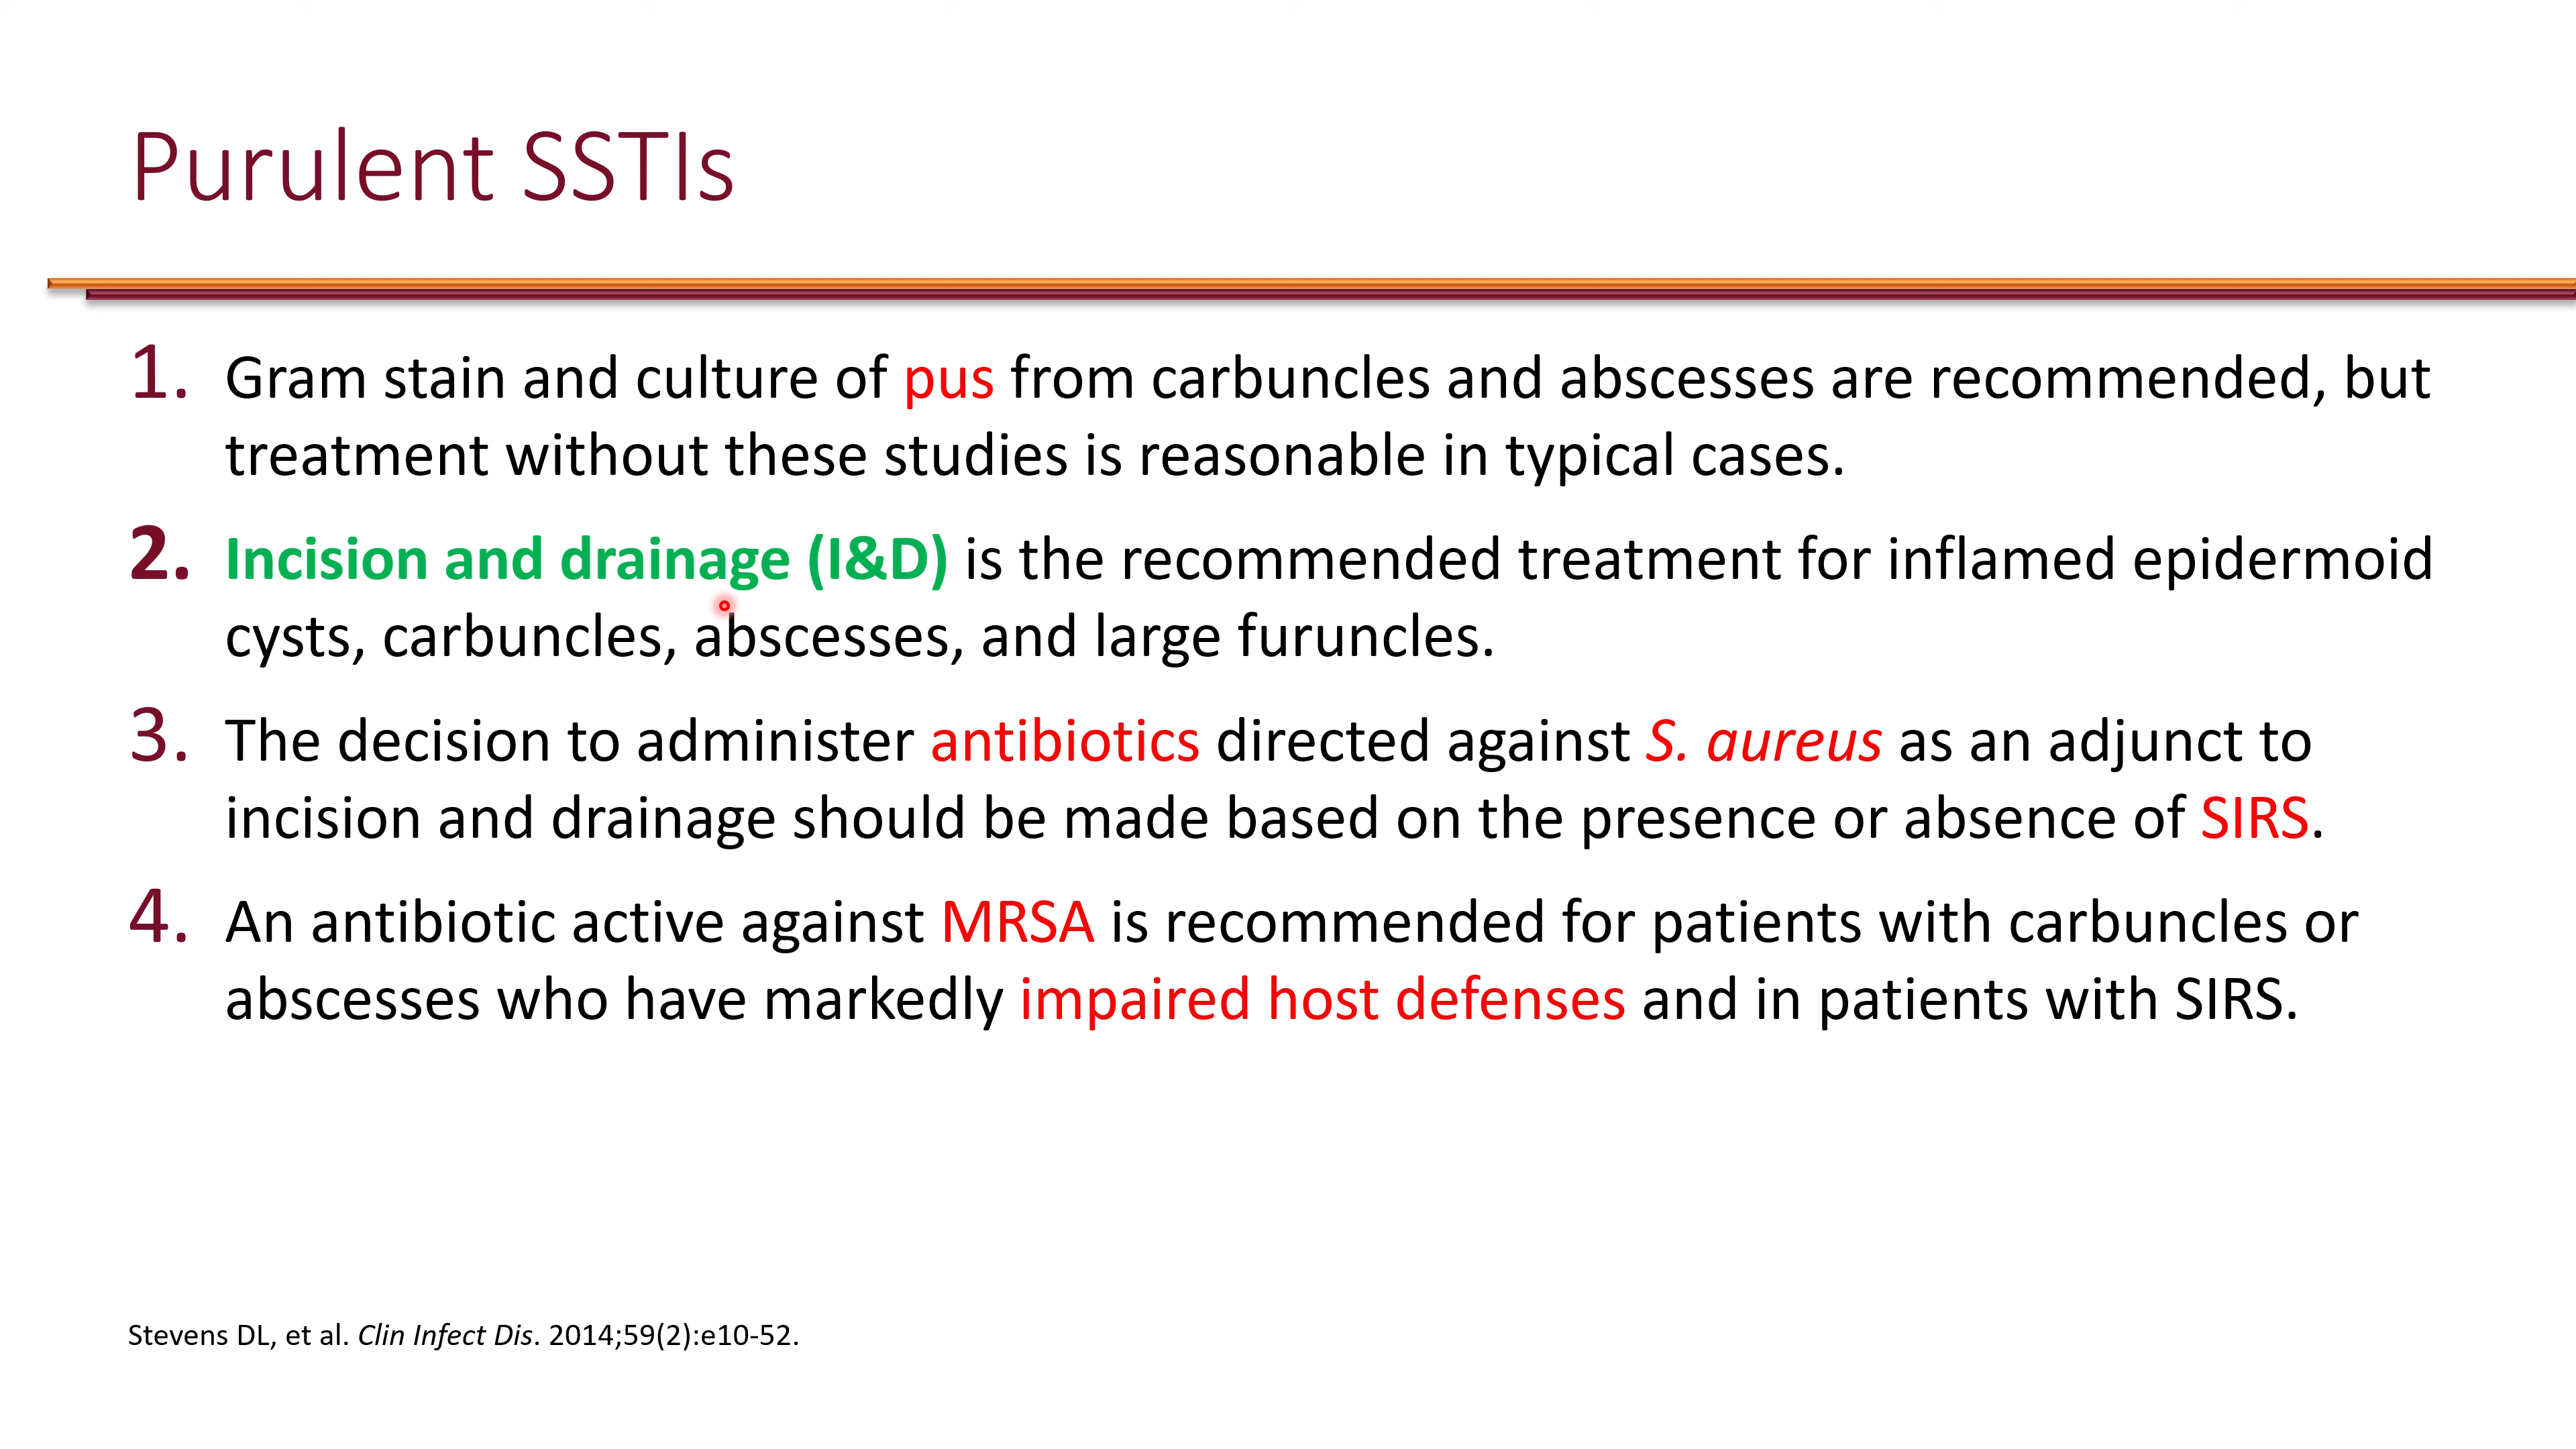 Purulent SSTIs
1. Gram stain and culture of pus from carbuncles and abscesses are recommended, but
treatment without these studies is reasonable in typical cases.
2. Incision and drainage (I&D) is the recommended treatment for inflamed epidermoid
cysts, carbuncles, abscesses, and large furuncles.
3. The decision to administer antibiotics directed against S. aureus as an adjunct to
incision and drainage should be made based on the presence or absence of SIRS.
4. An antibiotic active against MRSA is recommended for patients with carbuncles or
abscesses who have markedly impaired host defenses and in patients with SIRS.
Stevens DL, et al. Clin Infect Dis. 2014;59(2):e10-52.